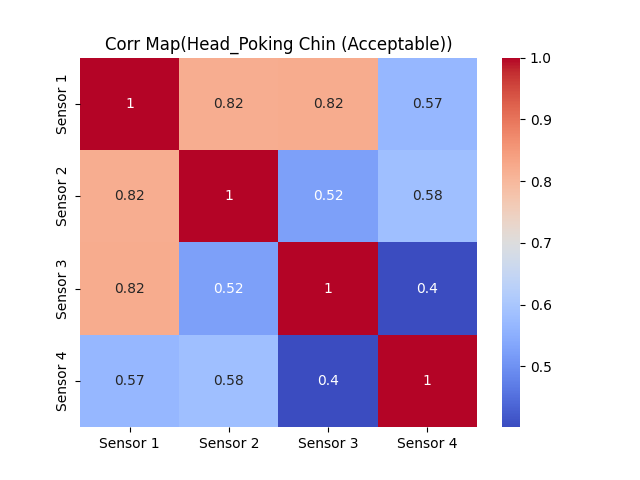 Corr Map(Head_Poking Chin (Acceptable))
Sensor 1 1 0.82 0.82 0.57
Sensor 2 0.82 1 0.52 0.58
Sensor 3 0.82 0.52 1 0.4
Sensor 4 0.57 0.58 0.4 1
Sensor 1 Sensor 2 Sensor 3 Sensor 4
1.0
0.9
0.8
0.7
0.6
0.5